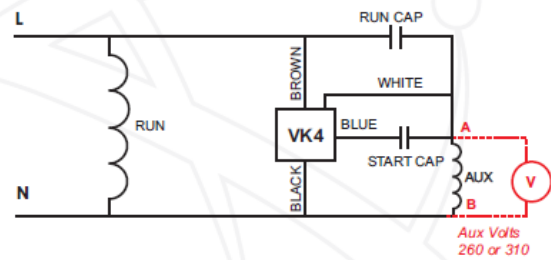 L
RUN CAP
BROWN
WHITE
RUN
VK4
BLUE
A
START CAP
AUX
V
BLACK
N
B
Aux Volts
260 or 310